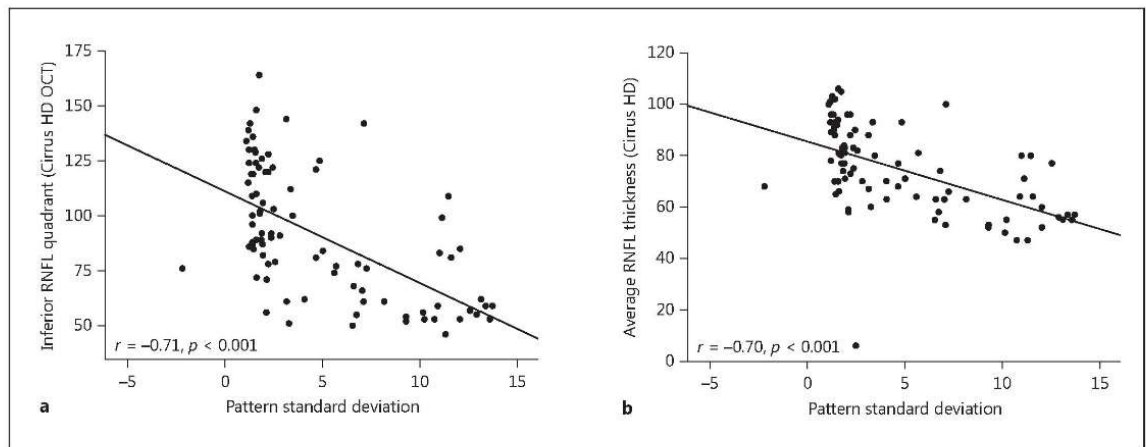 175
150
125
100
75
50
Inferior RNFL quadrant (Cirrus HD OCT)
r = –0.71, p < 0.001
–5 0 5 10 15
a
Pattern standard deviation
120
100
80
60
40
20
0
Average RNFL thickness (Cirrus HD)
r = –0.70, p < 0.001
–5 0 5 10 15
b
Pattern standard deviation